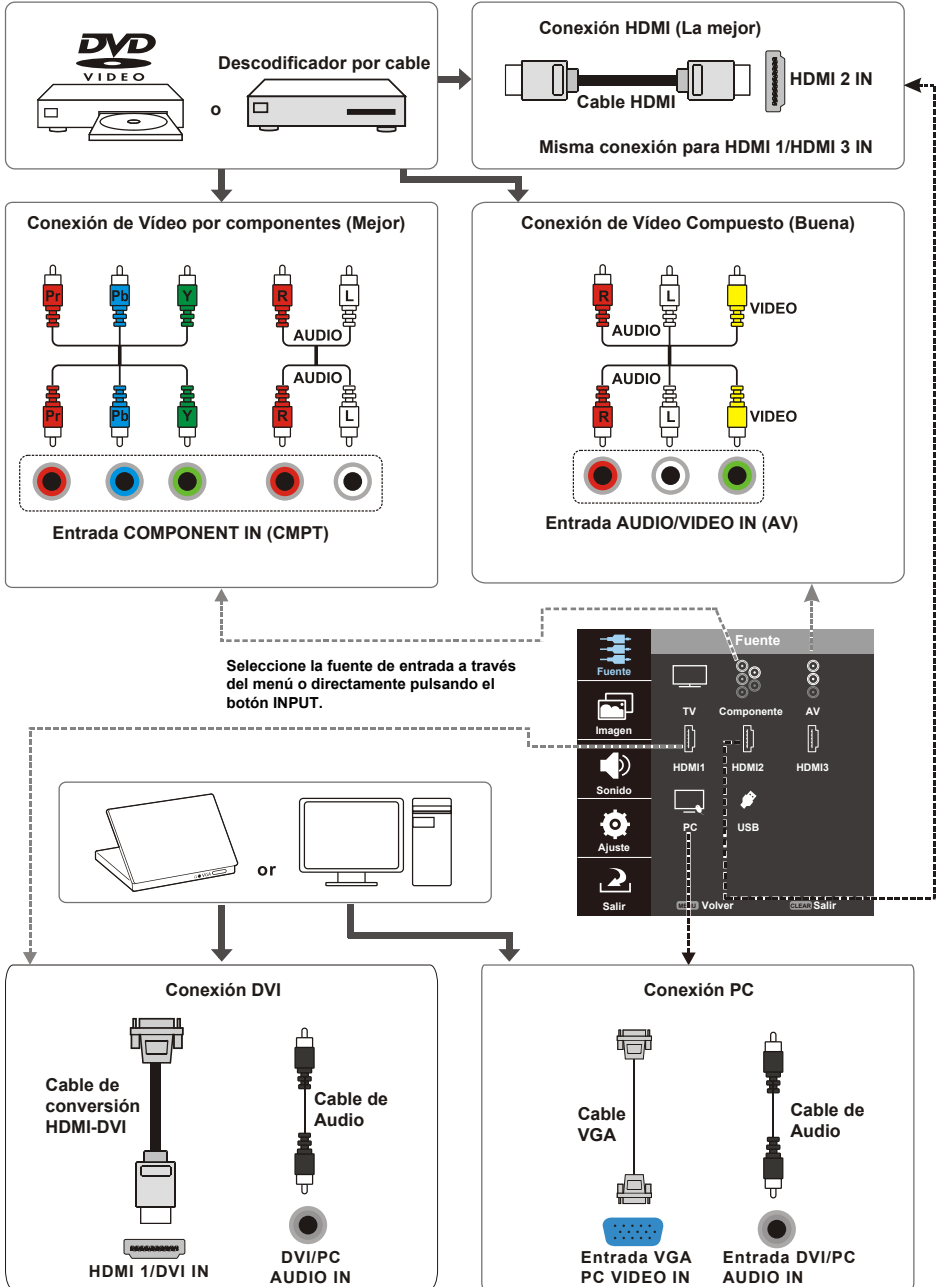 DVD
VIDEO
o
Descodificador por cable
Conexión HDMI (La mejor)
Cable HDMI
HDMI 2 IN
Misma conexión para HDMI 1/HDMI 3 IN
Conexión de Vídeo por componentes (Mejor)
Pr
Pb
Y
R
L
AUDIO
AUDIO
Pr
Pb
Y
R
L
Entrada COMPONENT IN (CMPT)
Conexión de Vídeo Compuesto (Buena)
R
L
VIDEO
AUDIO
AUDIO
R
L
VIDEO
Entrada AUDIO/VIDEO IN (AV)
Seleccione la fuente de entrada a través
del menú o directamente pulsando el
botón INPUT.
Fuente
Imagen
Sonido
Ajuste
Salir
Fuente
TV
Componente
AV
HDMI1
HDMI2
HDMI3
PC
USB
MENU Volver
CLEAR Salir
VGA
or
Conexión DVI
Cable de
conversión
HDMI-DVI
Cable de
Audio
HDMI 1/DVI IN
DVI/PC
AUDIO IN
Conexión PC
Cable
VGA
Cable de
Audio
Entrada VGA
PC VIDEO IN
Entrada DVI/PC
AUDIO IN